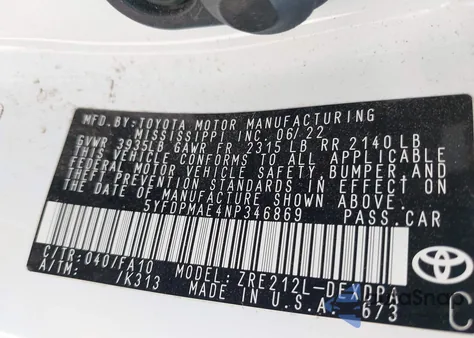 MFD.BY:TOYOTA MOTOR MANUFACTURING
MISSISSIPPI INC. 06/22
GVWR 3935LB GAWR FR 2315 LB RR 2140 LB
THIS VEHICLE CONFORMS TO ALL APPLICABLE
FEDERAL MOTOR VEHICLE SAFETY, BUMPER, AND
THEFT PREVENTION STANDARDS IN EFFECT ON
THE DATE OF MANUFACTURE SHOWN ABOVE.
5YFDPMAE4NP346869 PASS.CAR
C/TR: 040/FA10 MODEL: ZRE212L-DEXDPA
A/TM: /K313 MADE IN U.S.A. 673
TOYOTA
C